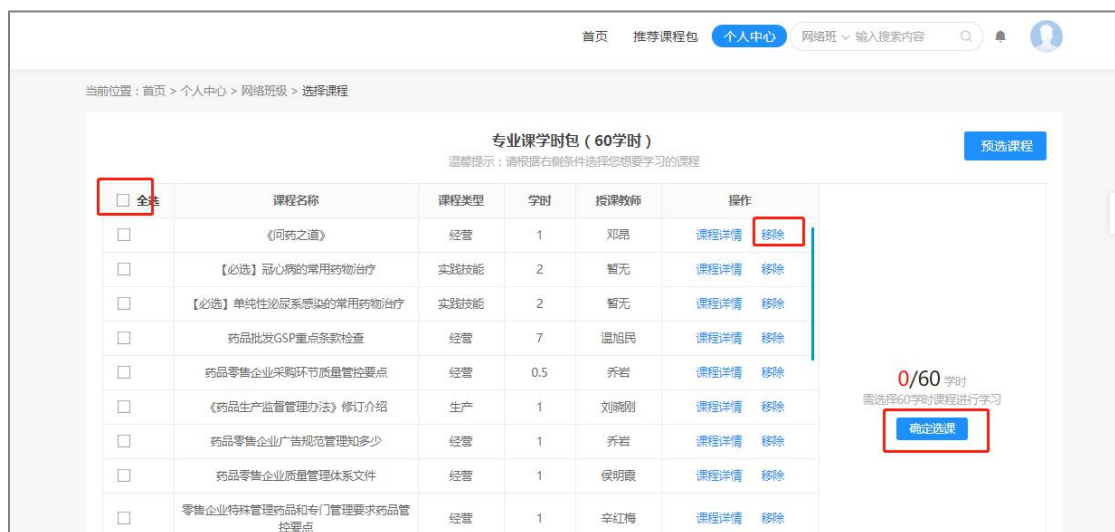 首页 推荐课程包 个人中心 网络班 输入搜索内容
当前位置：首页 > 个人中心 > 网络班级 > 选择课程
专业课学时包（60学时）
预选课程
温馨提示：请根据右侧条件选择您想要学习的课程
全选 课程名称 课程类型 学时 授课教师 操作
《问药之道》 经营 1 邓昂 课程详情 移除
【必选】冠心病的常用药物治疗 实践技能 2 暂无 课程详情 移除
【必选】单纯性泌尿系感染的常用药物治疗 实践技能 2 暂无 课程详情 移除
药品批发GSP重点条款检查 经营 7 温旭民 课程详情 移除
药品零售企业采购环节质量管控要点 经营 0.5 乔岩 课程详情 移除
0/60 学时
需选择60学时课程进行学习
《药品生产监督管理办法》修订介绍 生产 1 刘晓刚 课程详情 移除
确定选课
药品零售企业广告规范管理知多少 经营 1 乔岩 课程详情 移除
药品零售企业质量管理体系文件 经营 1 侯明霞 课程详情 移除
零售企业特殊管理药品和专门管理要求药品管
控要点 经营 1 辛红梅 课程详情 移除